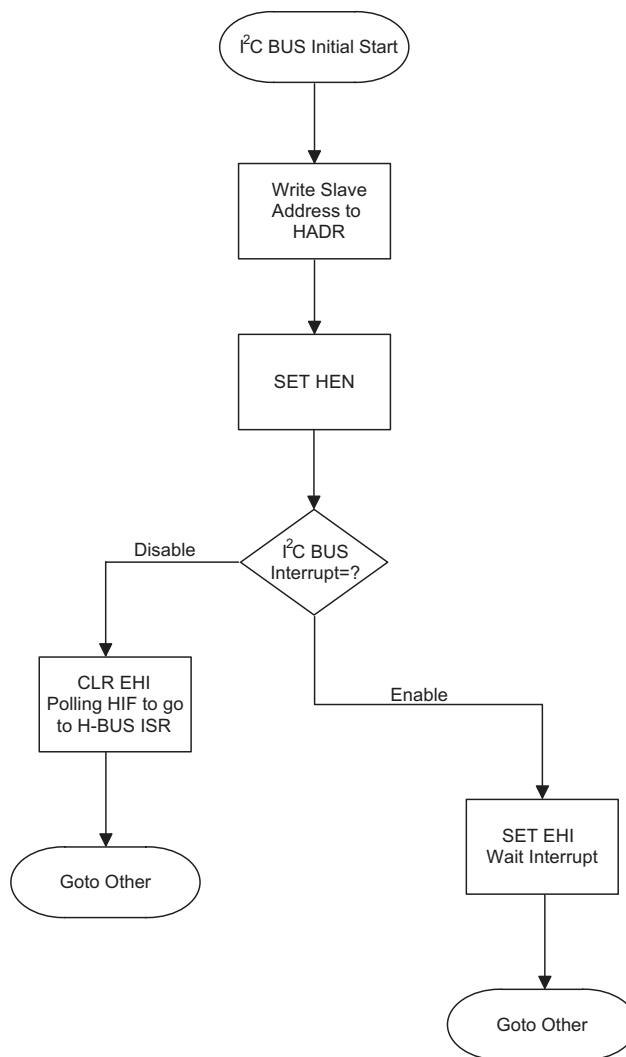 I²C BUS Initial Start
Write Slave
Address to
HADR
SET HEN
I²C BUS
Interrupt=?
Disable
Enable
CLR EHI
Polling HIF to go
to H-BUS ISR
SET EHI
Wait Interrupt
Goto Other
Goto Other